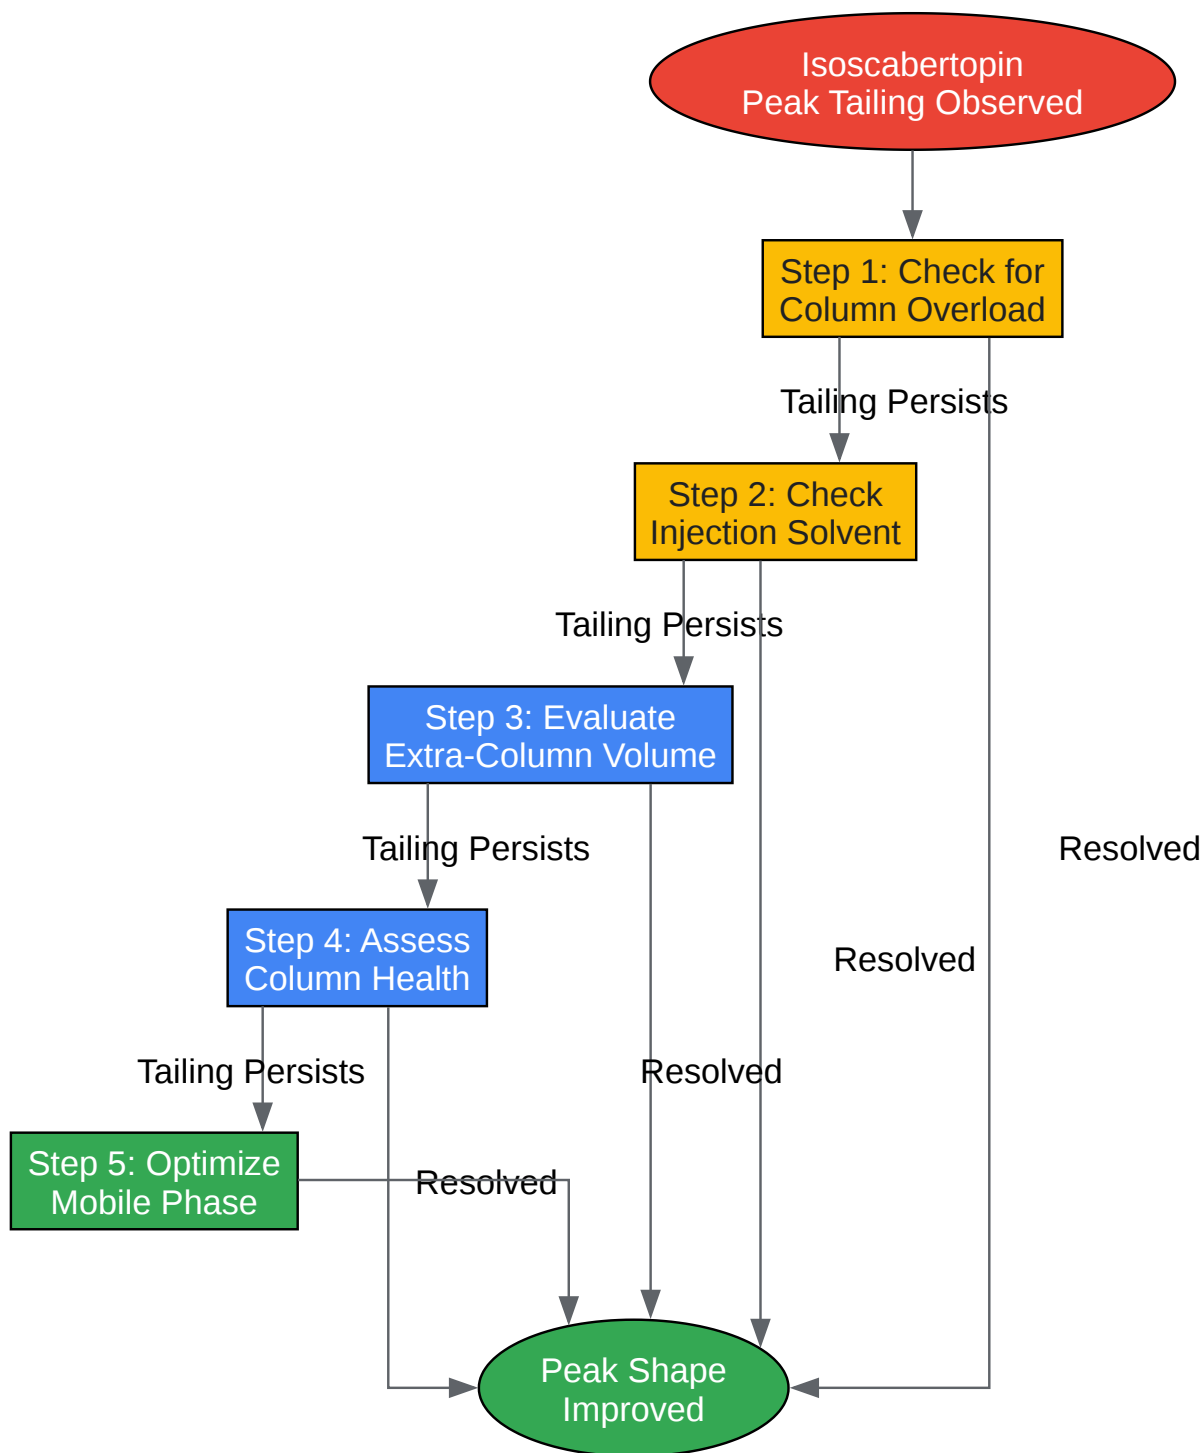 Isoscabertopin
Peak Tailing Observed
Step 1: Check for
Column Overload
Tailing Persists
Step 2: Check
Injection Solvent
Tailing Persists
Step 3: Evaluate
Extra-Column Volume
Tailing Persists
Resolved
Step 4: Assess
Column Health
Resolved
Tailing Persists
Resolved
Step 5: Optimize
Mobile Phase
Resolved
Peak Shape
Improved